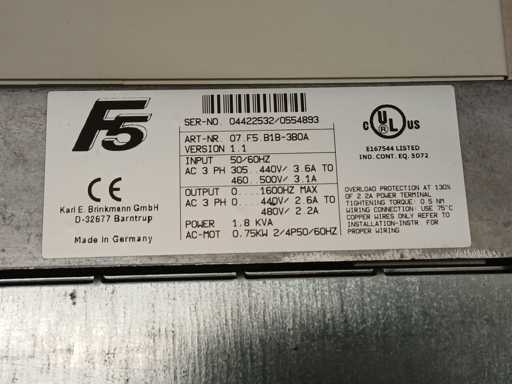 F5
SER-NO. 04422532/0554893
ART-NR. 07.F5.B1B-3B0A
VERSION 1.1
INPUT 50/60HZ
AC 3 PH 305..440V/ 3.6A TO
460..500V/ 3.1A
OUTPUT 0...1600HZ MAX
AC 3 PH 0...440V/ 2.6A TO
480V/ 2.2A
POWER 1.8 KVA
AC-MOT 0.75KW 2/4P50/60HZ
CE
Karl E. Brinkmann GmbH
D-32677 Barntrup
Made in Germany
C UL US
E167544 LISTED
IND. CONT. EQ. 5D72
OVERLOAD PROTECTION AT 130%
OF 2.2A POWER TERMINAL
TIGHTENING TORQUE: 0.5 NM
WIRING CONNECTION: USE 75°C
COPPER WIRES ONLY REFER TO
INSTALLATION-INSTR. FOR
PROPER WIRING